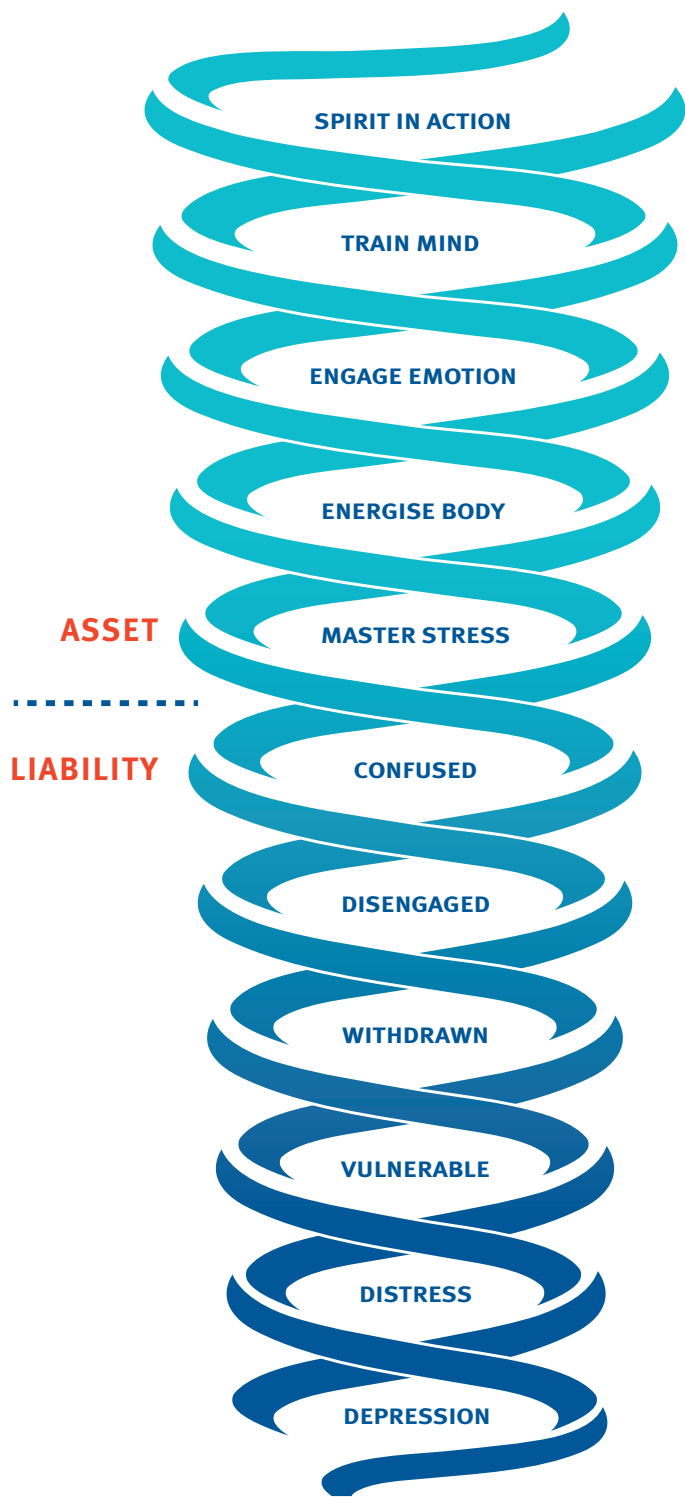 SPIRIT IN ACTION
TRAIN MIND
ENGAGE EMOTION
ENERGISE BODY
ASSET
MASTER STRESS
LIABILITY
CONFUSED
DISENGAGED
WITHDRAWN
VULNERABLE
DISTRESS
DEPRESSION